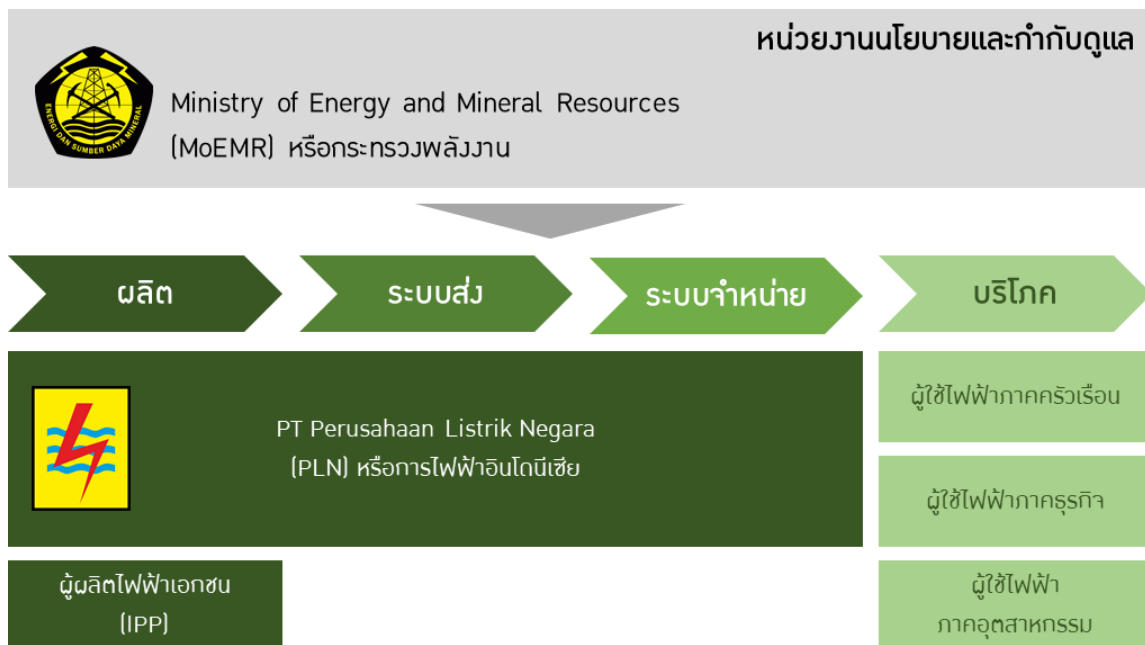 หน่วยงานนโยบายและกำกับดูแล
ENERGI DAN SUMBER DAYA MINERAL
Ministry of Energy and Mineral Resources
(MoEMR) หรือกระทรวงพลังงาน
ผลิต
ระบบส่ง
ระบบจำหน่าย
บริโภค
PT Perusahaan Listrik Negara
(PLN) หรือการไฟฟ้าอินโดนีเซีย
ผู้ใช้ไฟฟ้าภาคครัวเรือน
ผู้ใช้ไฟฟ้าภาคธุรกิจ
ผู้ผลิตไฟฟ้าเอกชน
(IPP)
ผู้ใช้ไฟฟ้า
ภาคอุตสาหกรรม